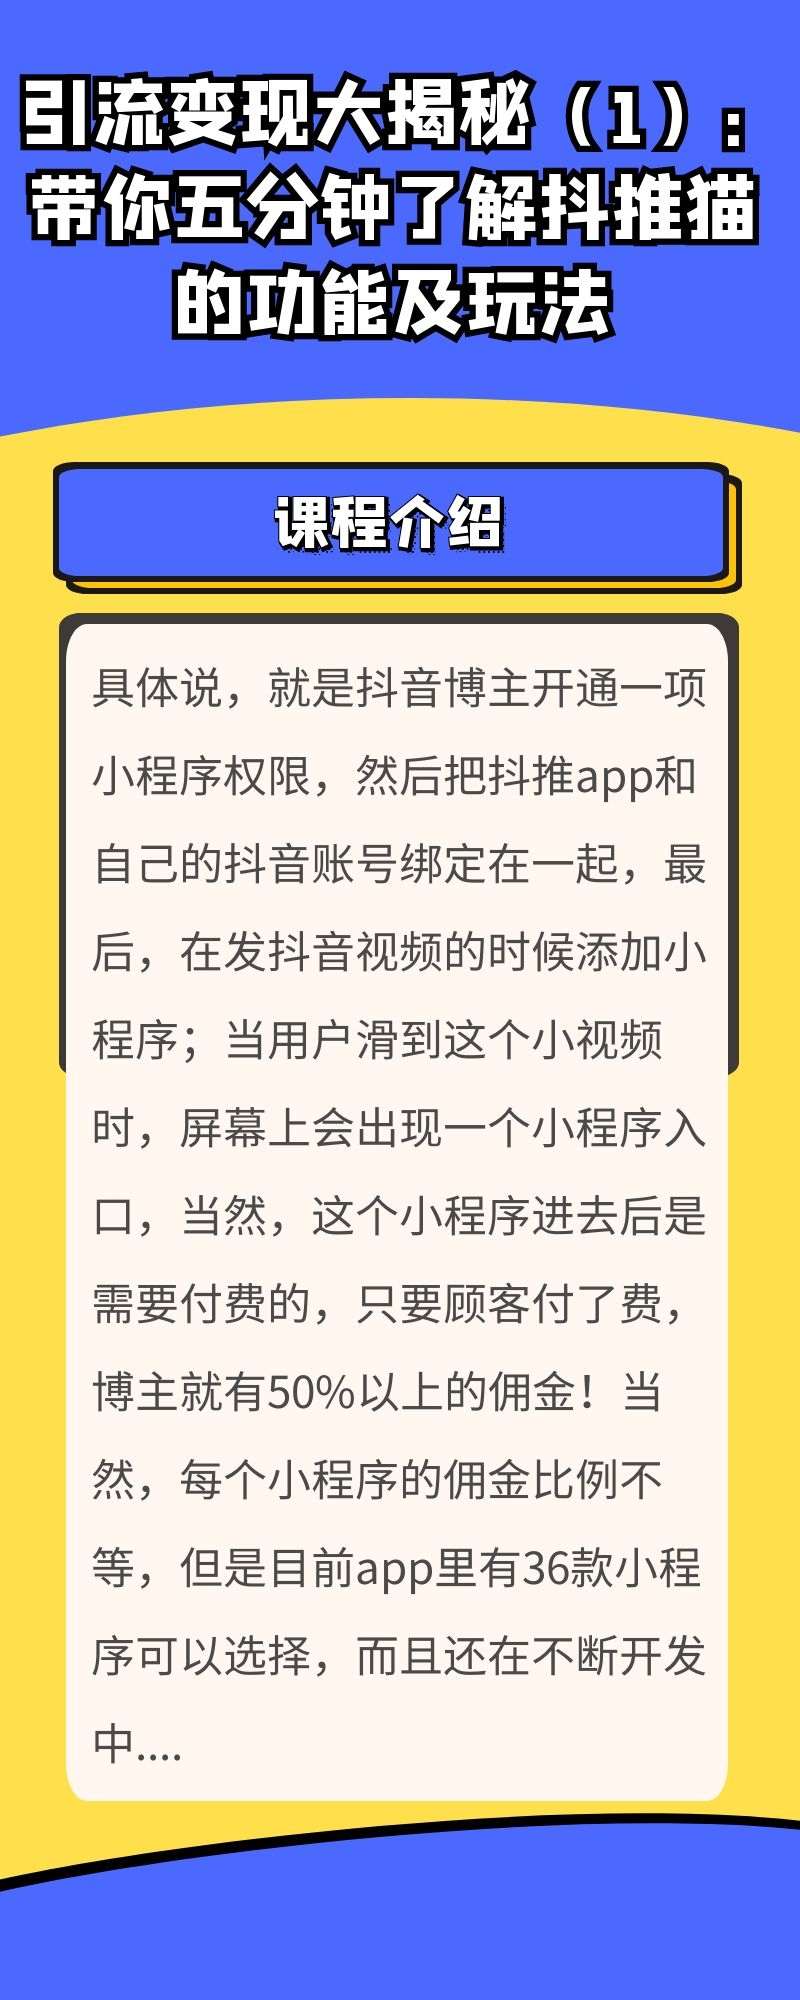 引流变现大揭秘（1）：
带你五分钟了解抖推猫
的功能及玩法
课程介绍
具体说，就是抖音博主开通一项
小程序权限，然后把抖推app和
自己的抖音账号绑定在一起，最
后，在发抖音视频的时候添加小
程序；当用户滑到这个小视频
时，屏幕上会出现一个小程序入
口，当然，这个小程序进去后是
需要付费的，只要顾客付了费，
博主就有50%以上的佣金！当
然，每个小程序的佣金比例不
等，但是目前app里有36款小程
序可以选择，而且还在不断开发
中....